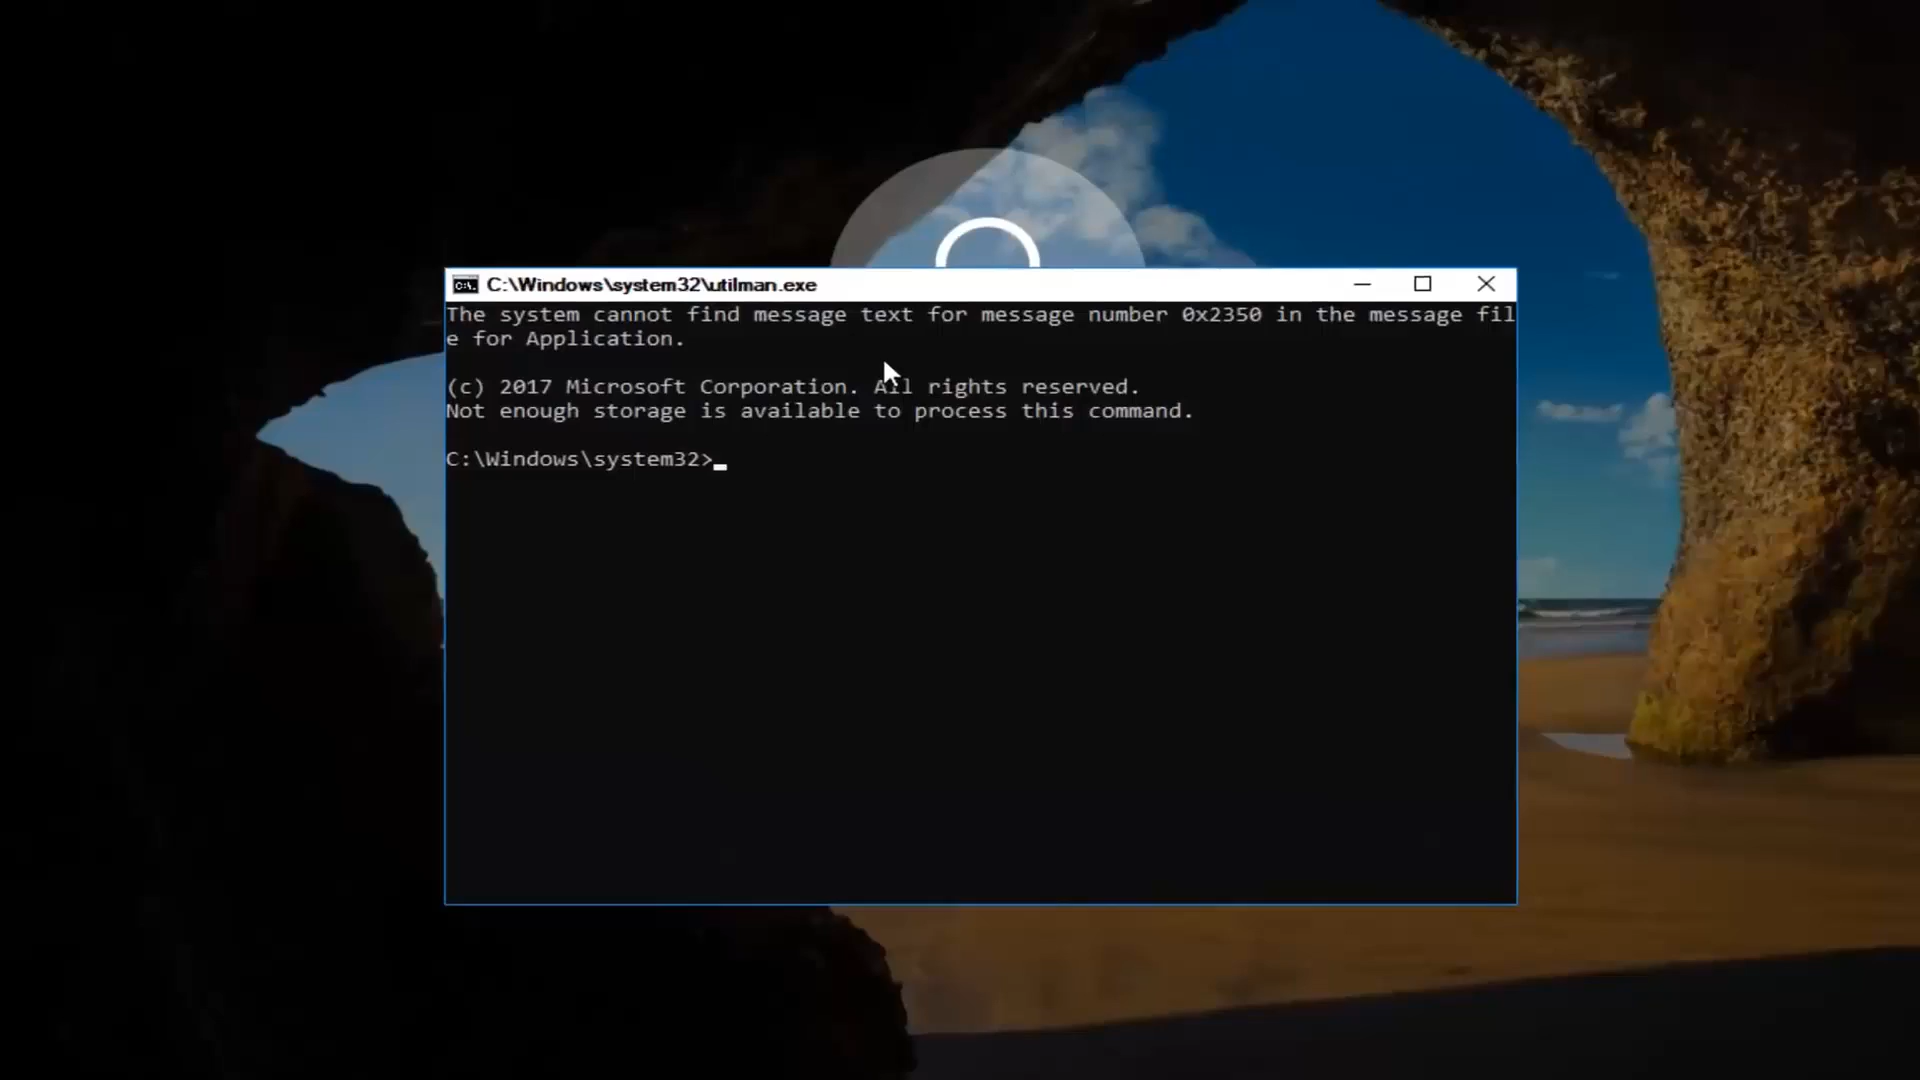 C:\Windows\system32\utilman.exe
The system cannot find message text for message number 0x2350 in the message fil
e for Application.
(c) 2017 Microsoft Corporation. All rights reserved.
Not enough storage is available to process this command.
C:\Windows\system32>